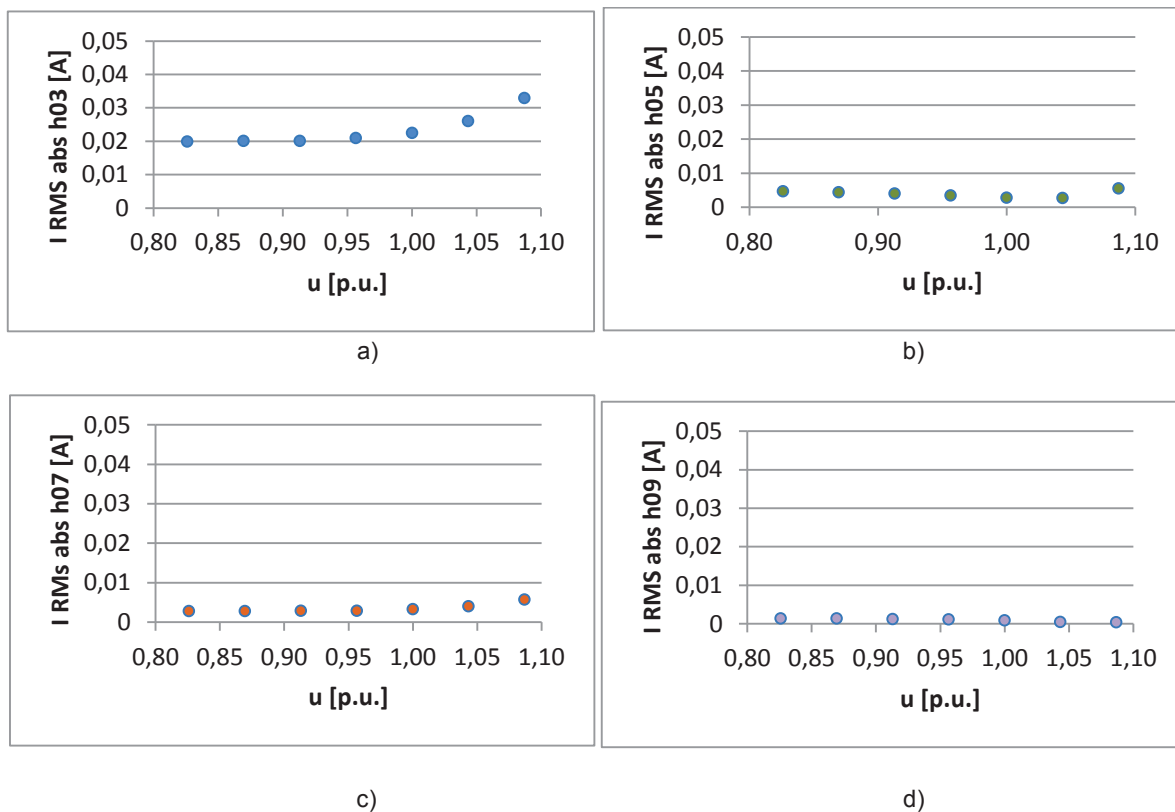 I RMS abs h03 [A]
0,05
0,04
0,03
0,02
0,01
0
0,80 0,85 0,90 0,95 1,00 1,05 1,10
u [p.u.]
a)
I RMS abs h05 [A]
0,05
0,04
0,03
0,02
0,01
0
0,80 0,90 1,00 1,10
u [p.u.]
b)
I RMs abs h07 [A]
0,05
0,04
0,03
0,02
0,01
0
0,80 0,85 0,90 0,95 1,00 1,05 1,10
u [p.u.]
c)
I RMS abs h09 [A]
0,05
0,04
0,03
0,02
0,01
0
0,80 0,85 0,90 0,95 1,00 1,05 1,10
u [p.u.]
d)